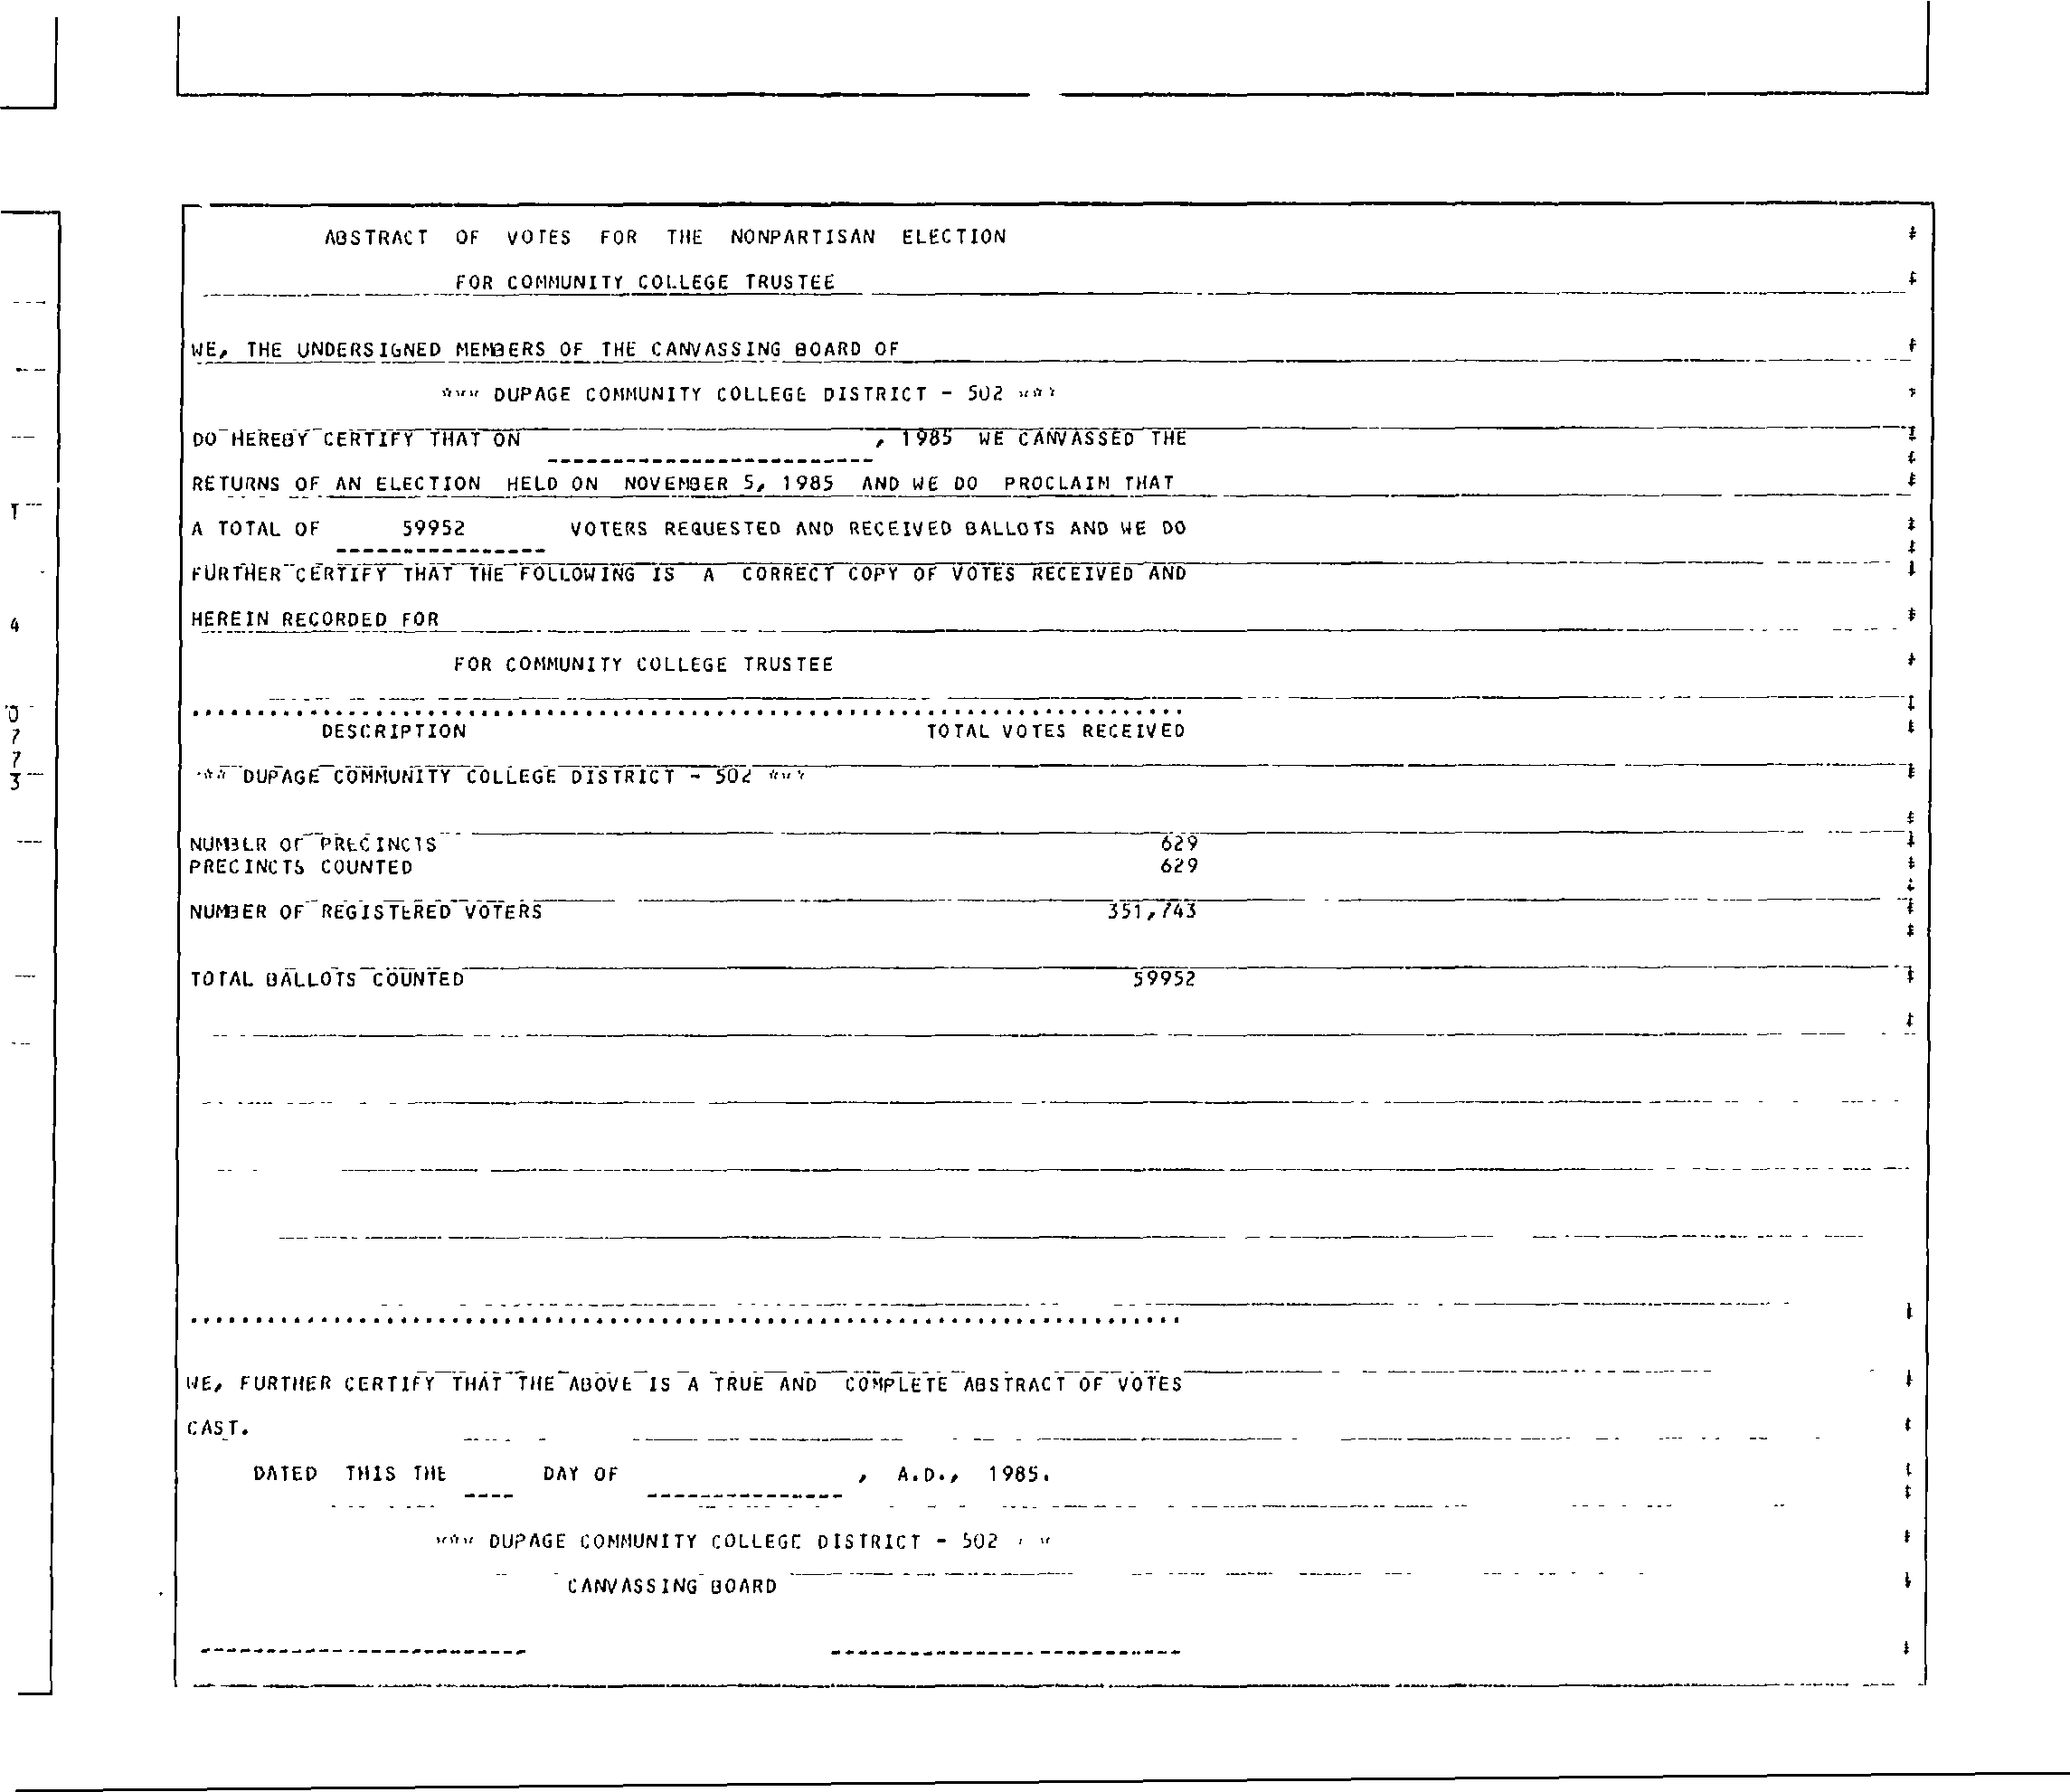 ABSTRACT OF VOTES FOR THE NONPARTISAN ELECTION
FOR COMMUNITY COLLEGE TRUSTEE
WE, THE UNDERSIGNED MEMBERS OF THE CANVASSING BOARD OF
*** DUPAGE COMMUNITY COLLEGE DISTRICT - 502 ***
DO HEREBY CERTIFY THAT ON , 1985 WE CANVASSED THE
RETURNS OF AN ELECTION HELD ON NOVEMBER 5, 1985 AND WE DO PROCLAIM THAT
A TOTAL OF 59952 VOTERS REQUESTED AND RECEIVED BALLOTS AND WE DO
FURTHER CERTIFY THAT THE FOLLOWING IS A CORRECT COPY OF VOTES RECEIVED AND
HEREIN RECORDED FOR
FOR COMMUNITY COLLEGE TRUSTEE
DESCRIPTION TOTAL VOTES RECEIVED
*** DUPAGE COMMUNITY COLLEGE DISTRICT - 502 ***
NUMBER OF PRECINCTS 629
PRECINCTS COUNTED 629
NUMBER OF REGISTERED VOTERS 351,743
TOTAL BALLOTS COUNTED 59952
WE, FURTHER CERTIFY THAT THE ABOVE IS A TRUE AND COMPLETE ABSTRACT OF VOTES
CAST.
DATED THIS THE DAY OF , A.D., 1985.
*** DUPAGE COMMUNITY COLLEGE DISTRICT - 502 * *
CANVASSING BOARD
T
4
0
7
7
3